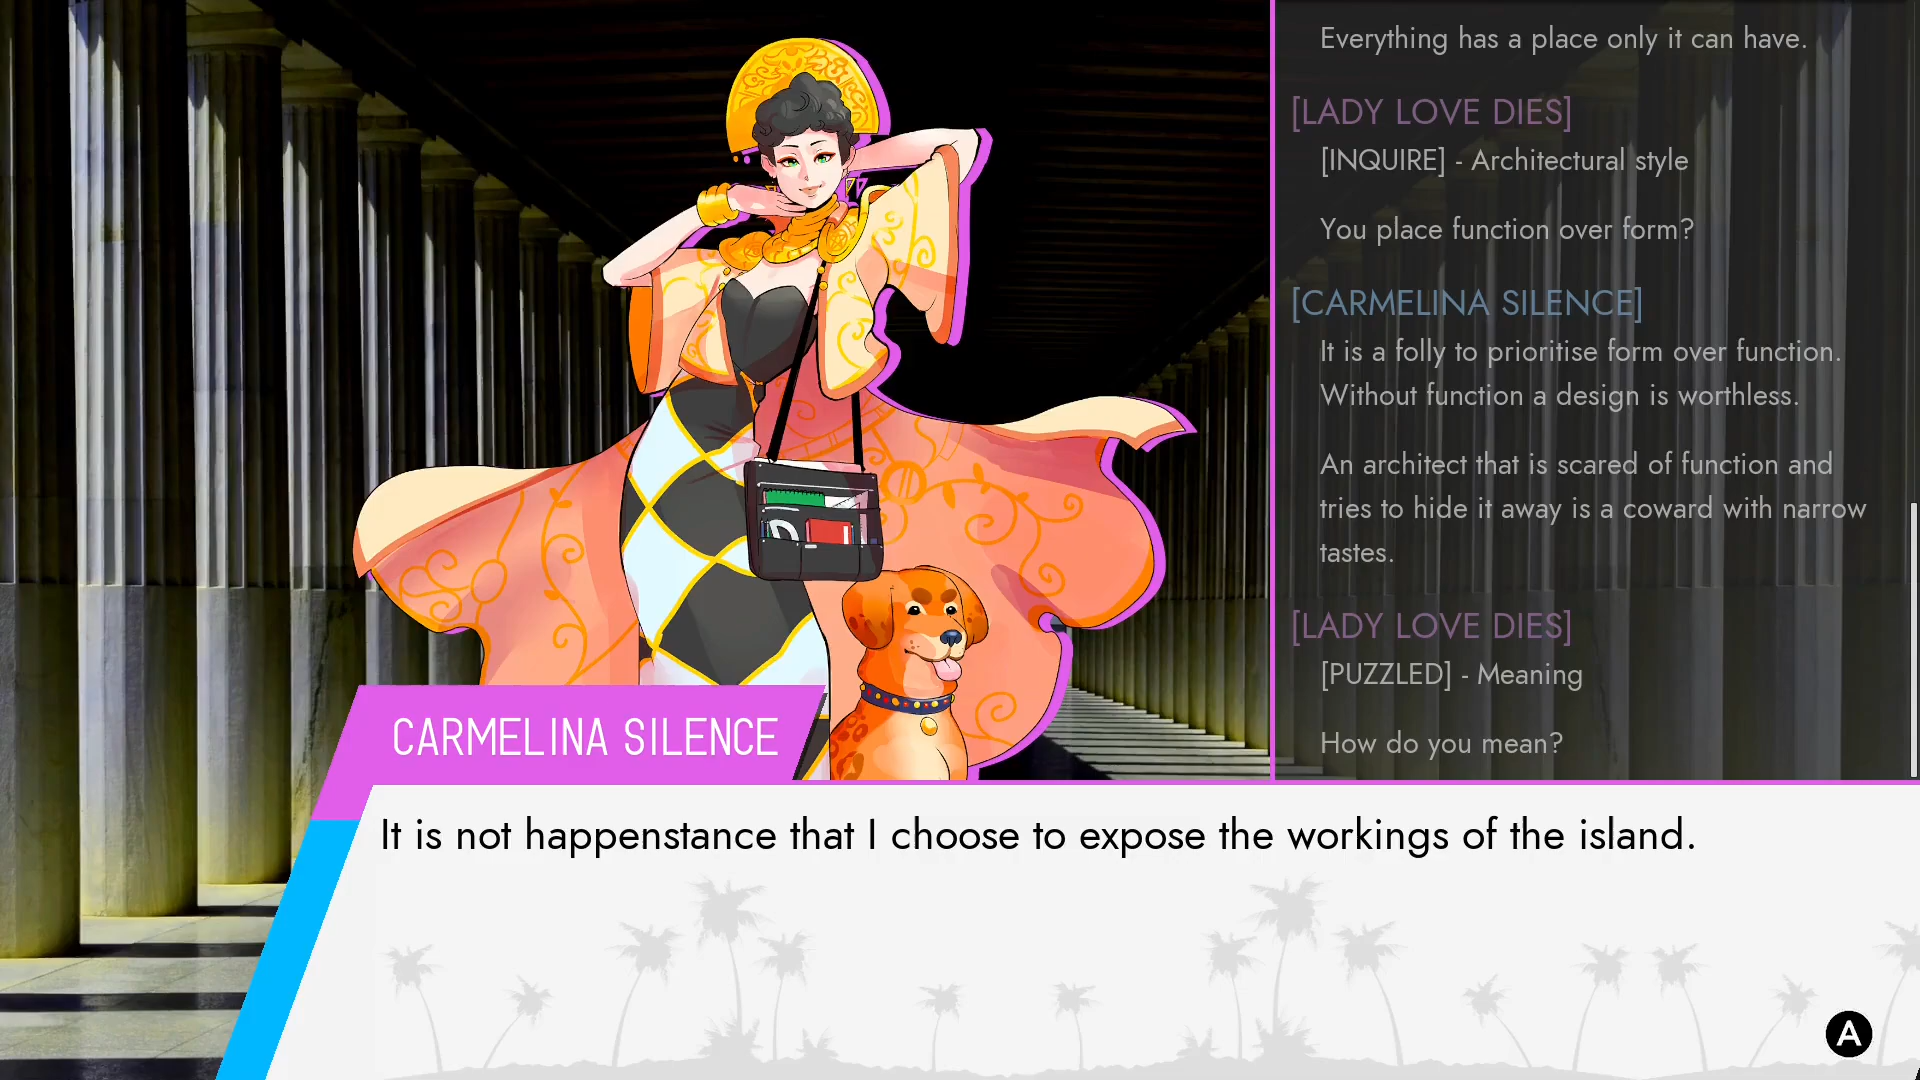 Everything has a place only it can have.
[LADY LOVE DIES]
[INQUIRE] - Architectural style
You place function over form?
[CARMELINA SILENCE]
It is a folly to prioritise form over function.
Without function a design is worthless.
An architect that is scared of function and
tries to hide it away is a coward with narrow
tastes.
[LADY LOVE DIES]
[PUZZLED] - Meaning
How do you mean?
CARMELINA SILENCE
It is not happenstance that I choose to expose the workings of the island.
A